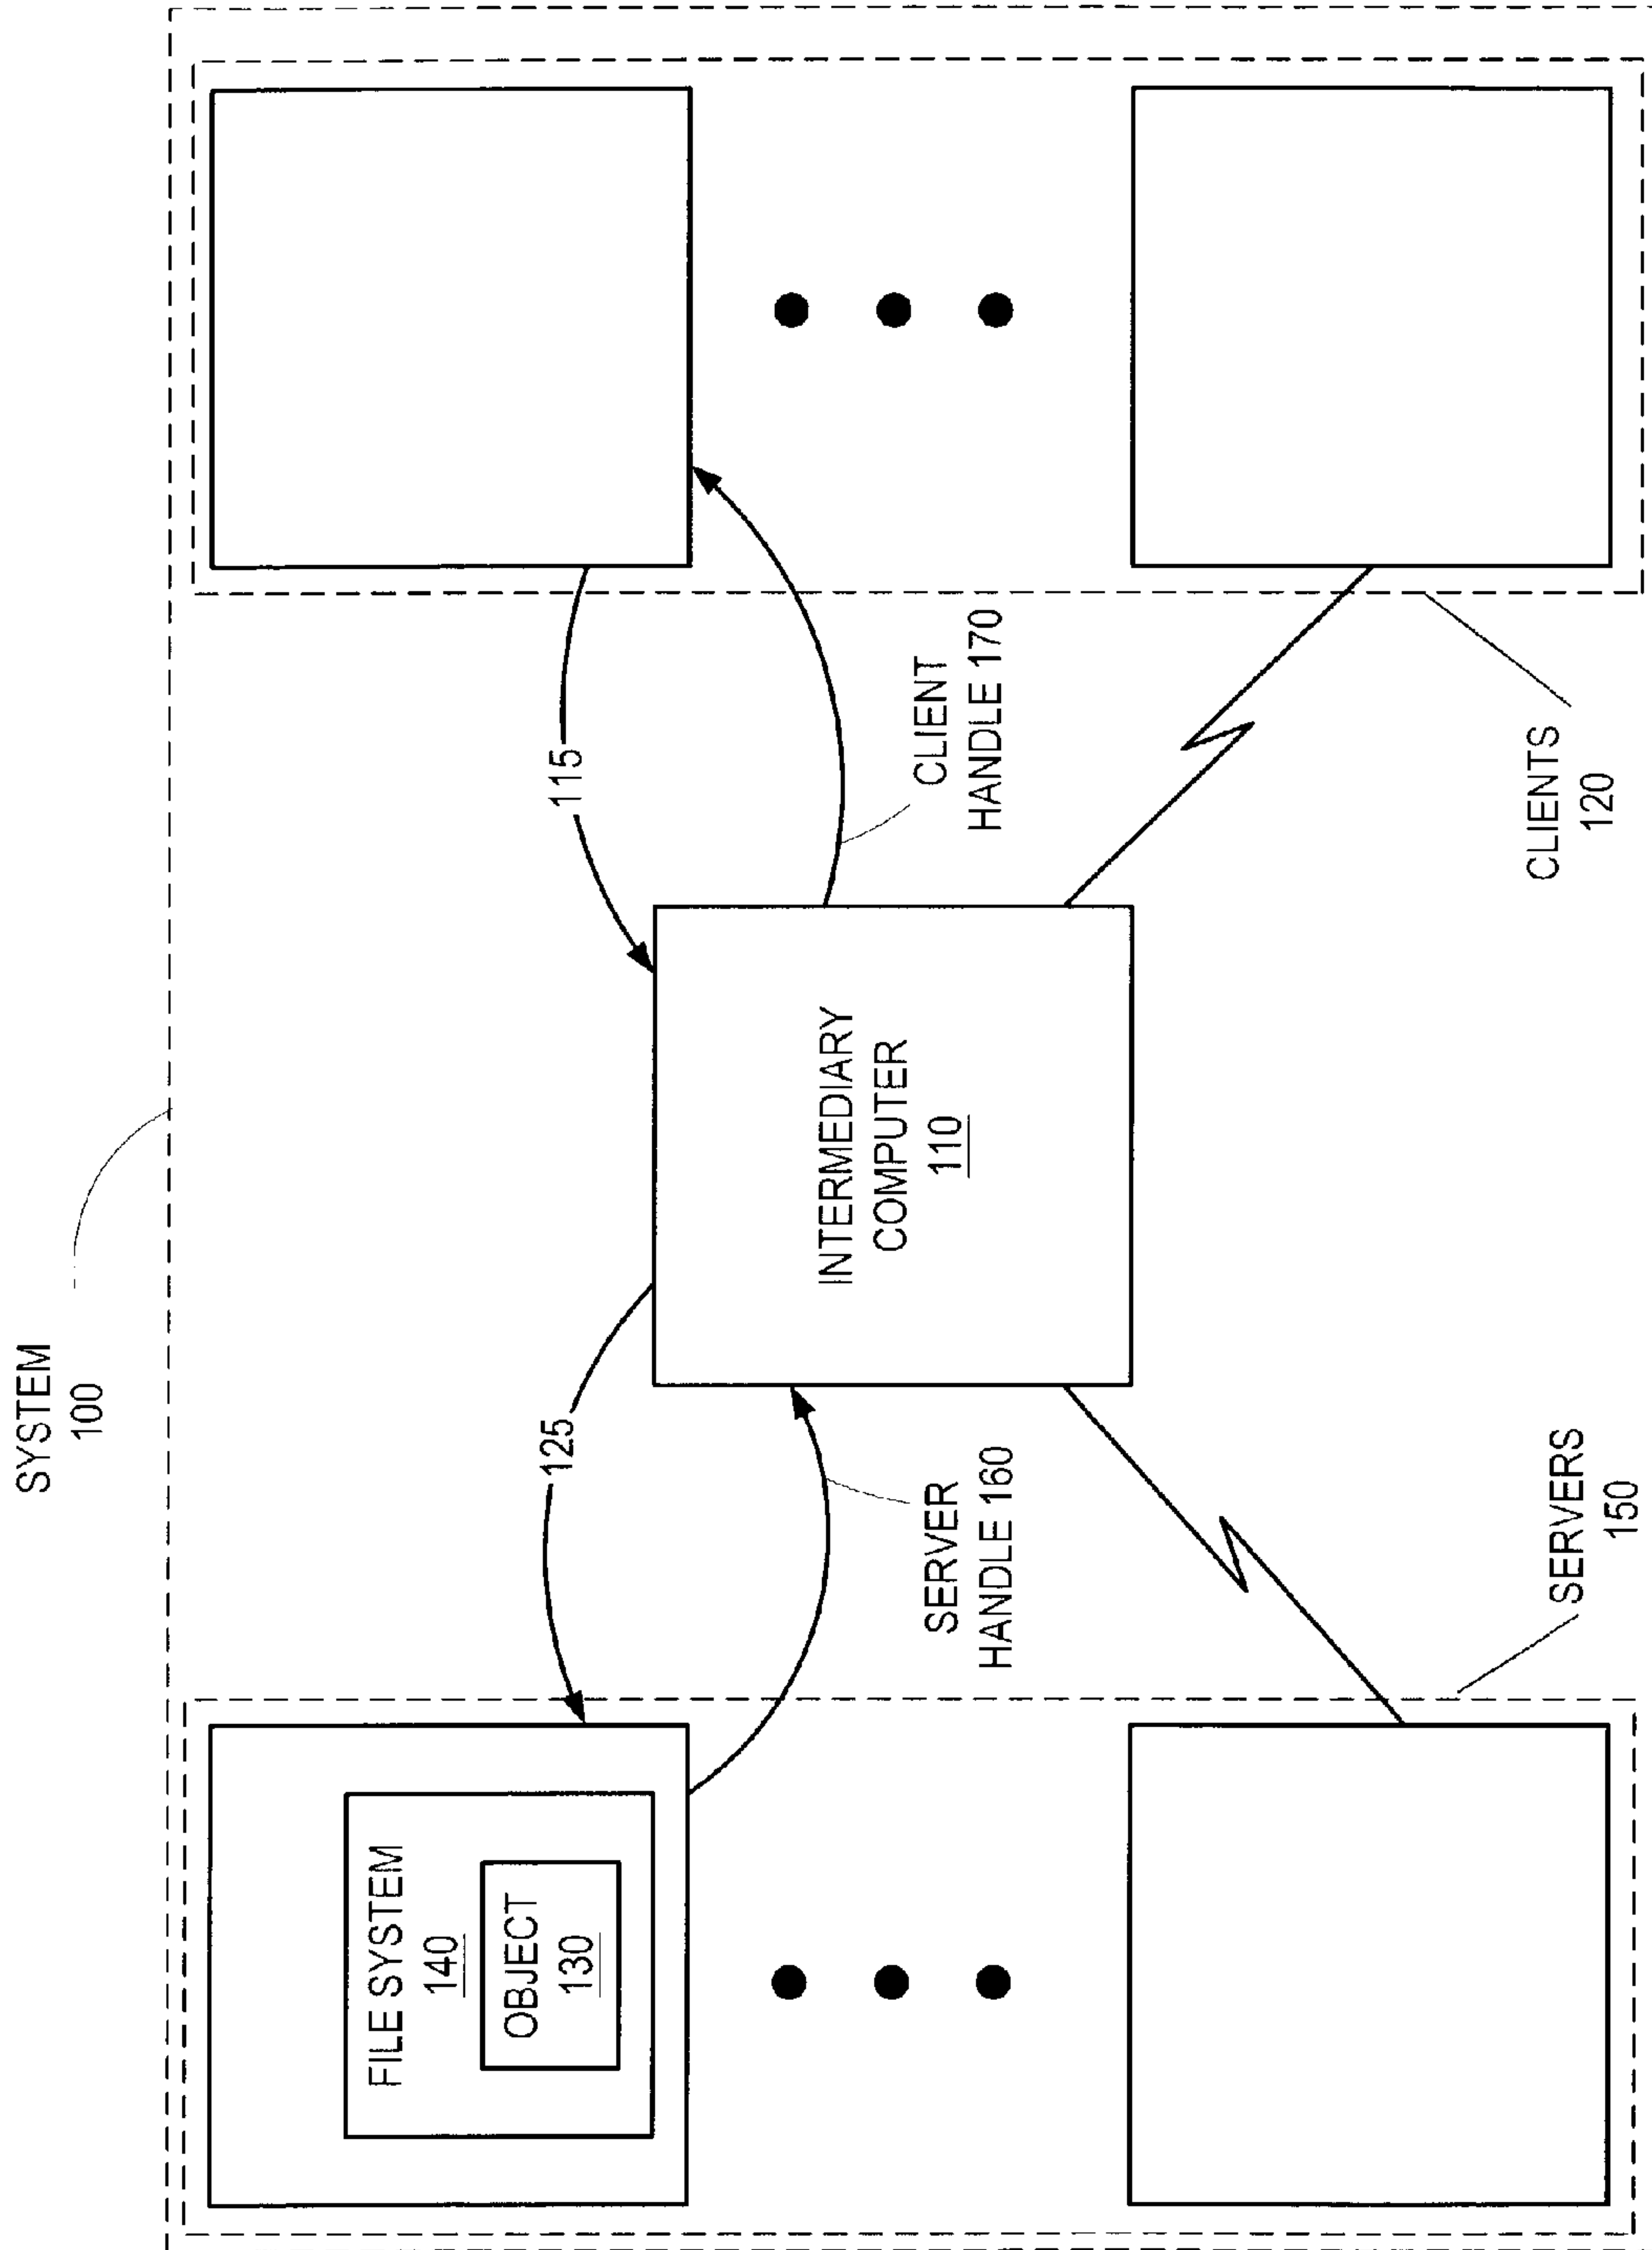 SYSTEM
100
FILE SYSTEM
140
OBJECT
130
125
SERVER
HANDLE 160
SERVERS
150
INTERMEDIARY
COMPUTER
110
115
CLIENT
HANDLE 170
CLIENTS
120